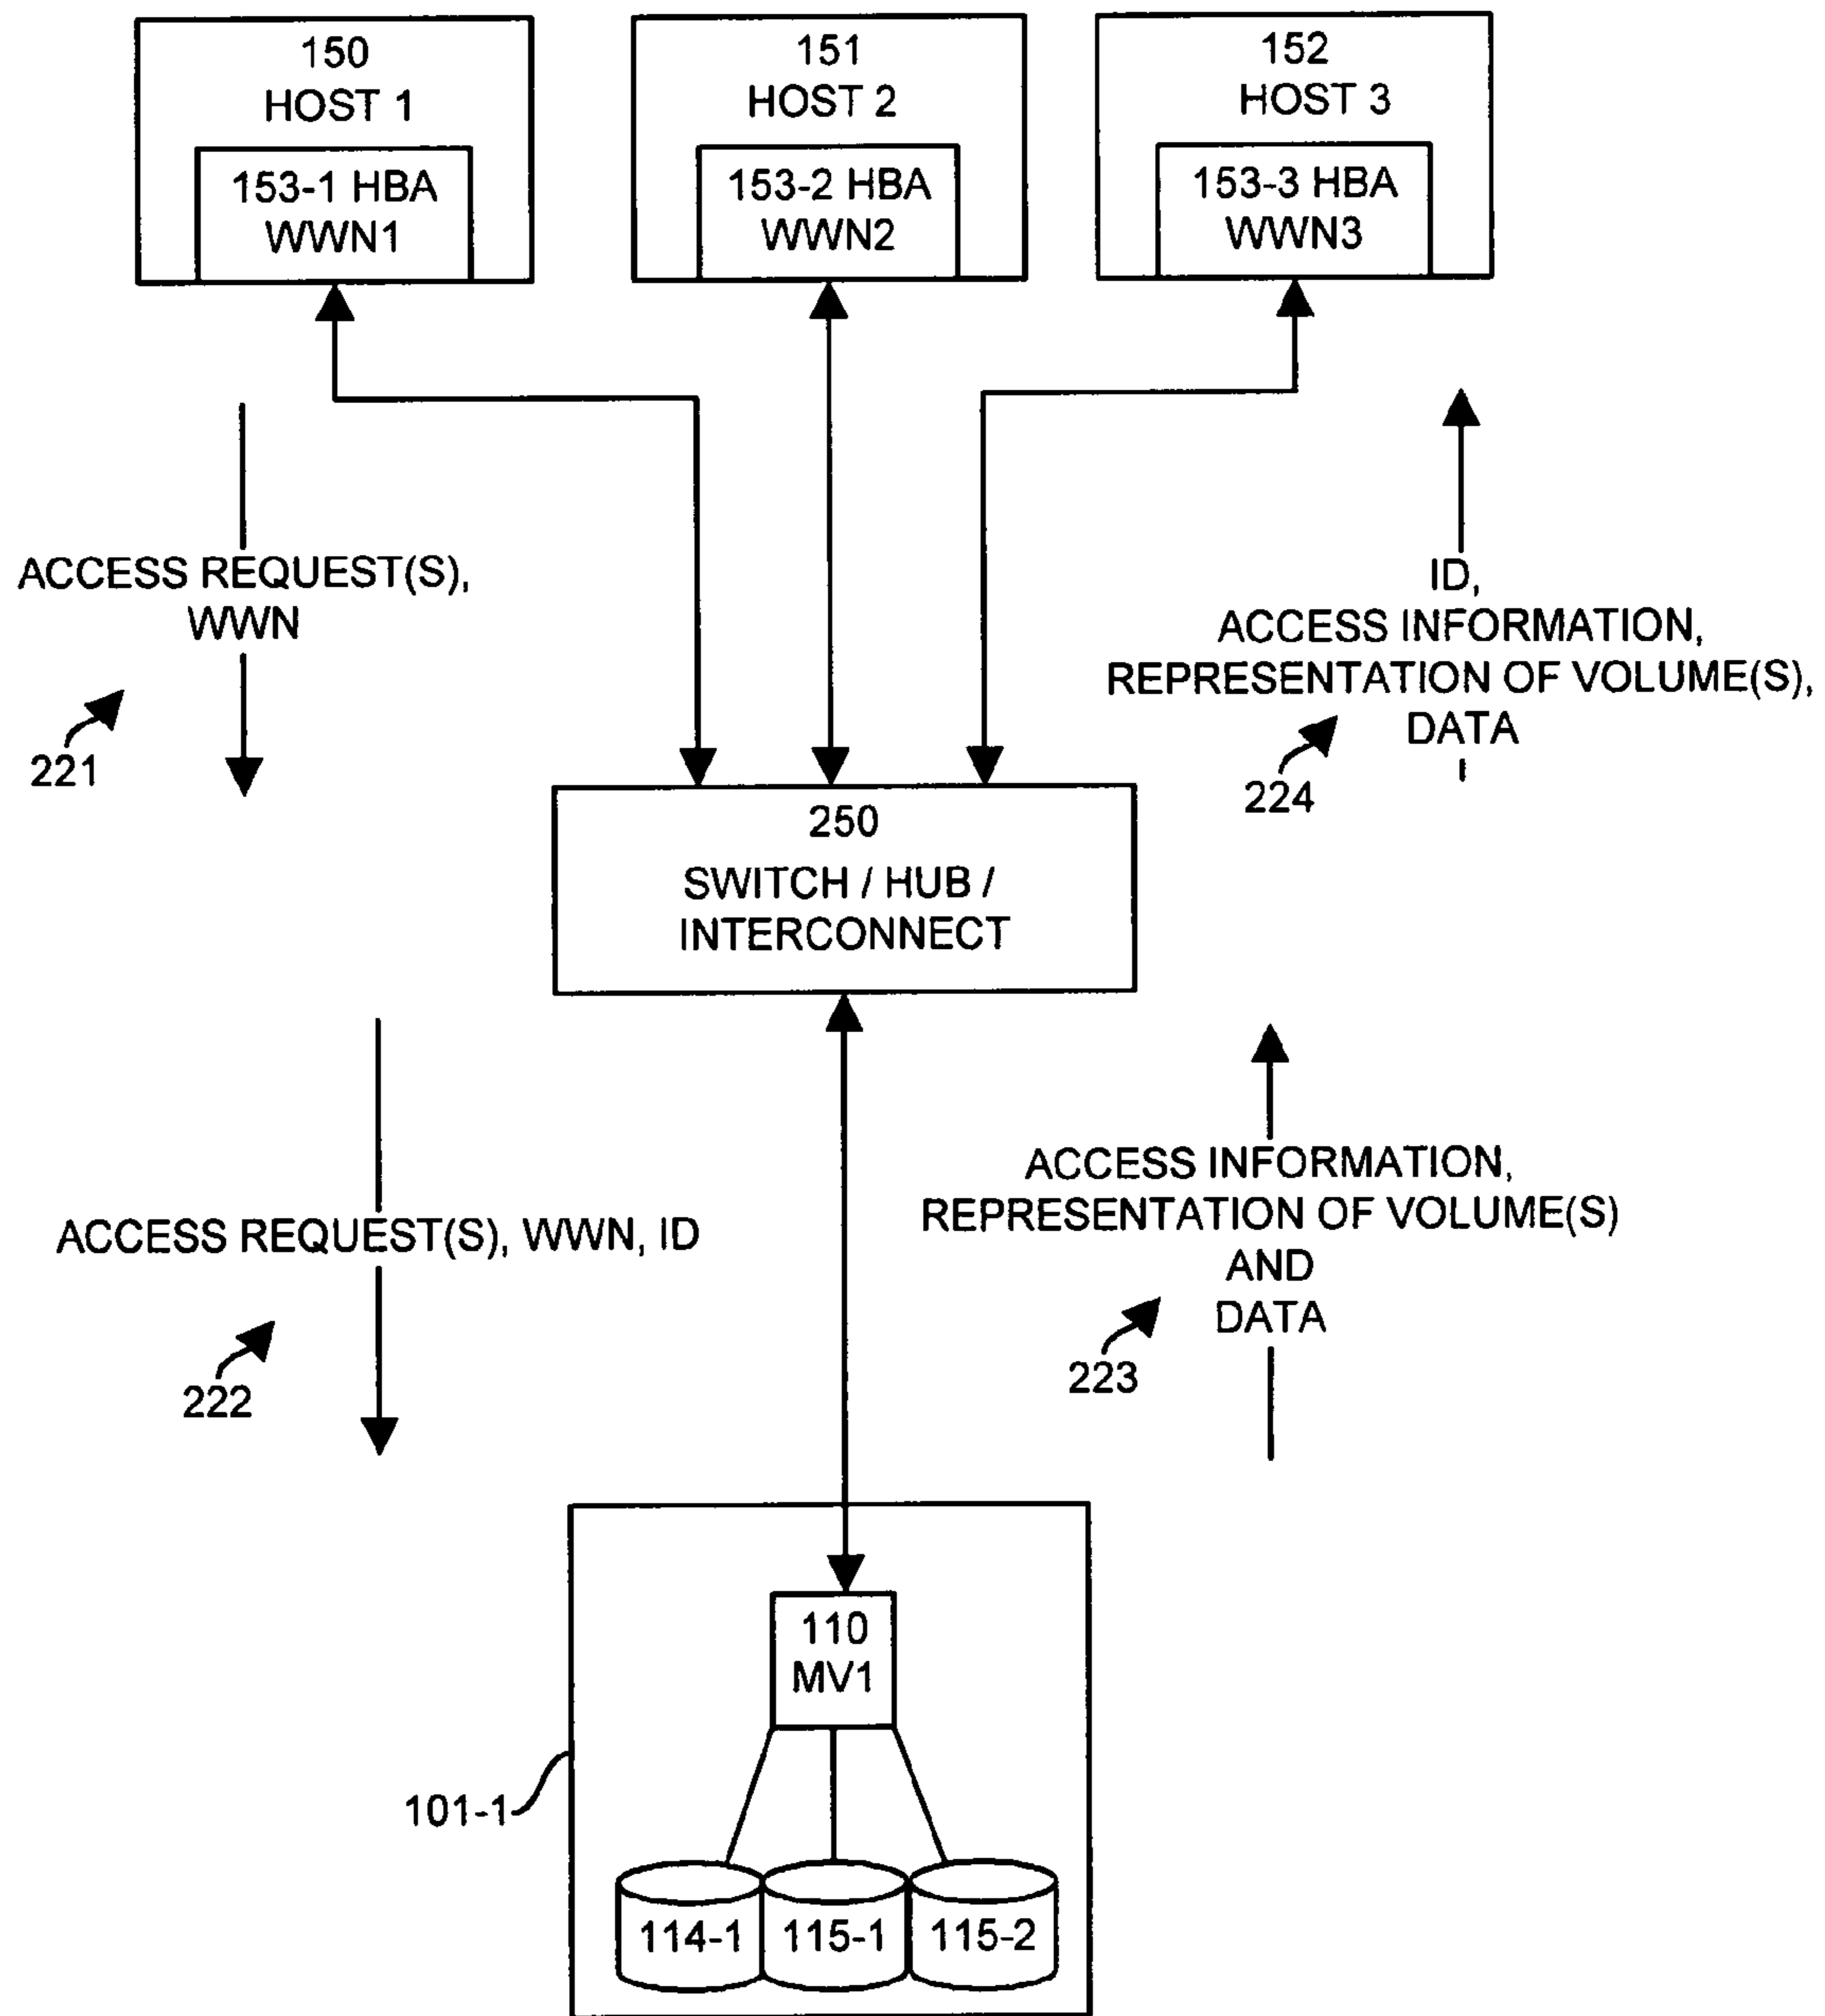 150
HOST 1
153-1 HBA
WWN1
151
HOST 2
153-2 HBA
WWN2
152
HOST 3
153-3 HBA
WWN3
ACCESS REQUEST(S),
WWN
221
ID,
ACCESS INFORMATION,
REPRESENTATION OF VOLUME(S),
DATA
224
250
SWITCH / HUB /
INTERCONNECT
ACCESS REQUEST(S), WWN, ID
222
ACCESS INFORMATION,
REPRESENTATION OF VOLUME(S)
AND
DATA
223
110
MV1
101-1
114-1
115-1
115-2